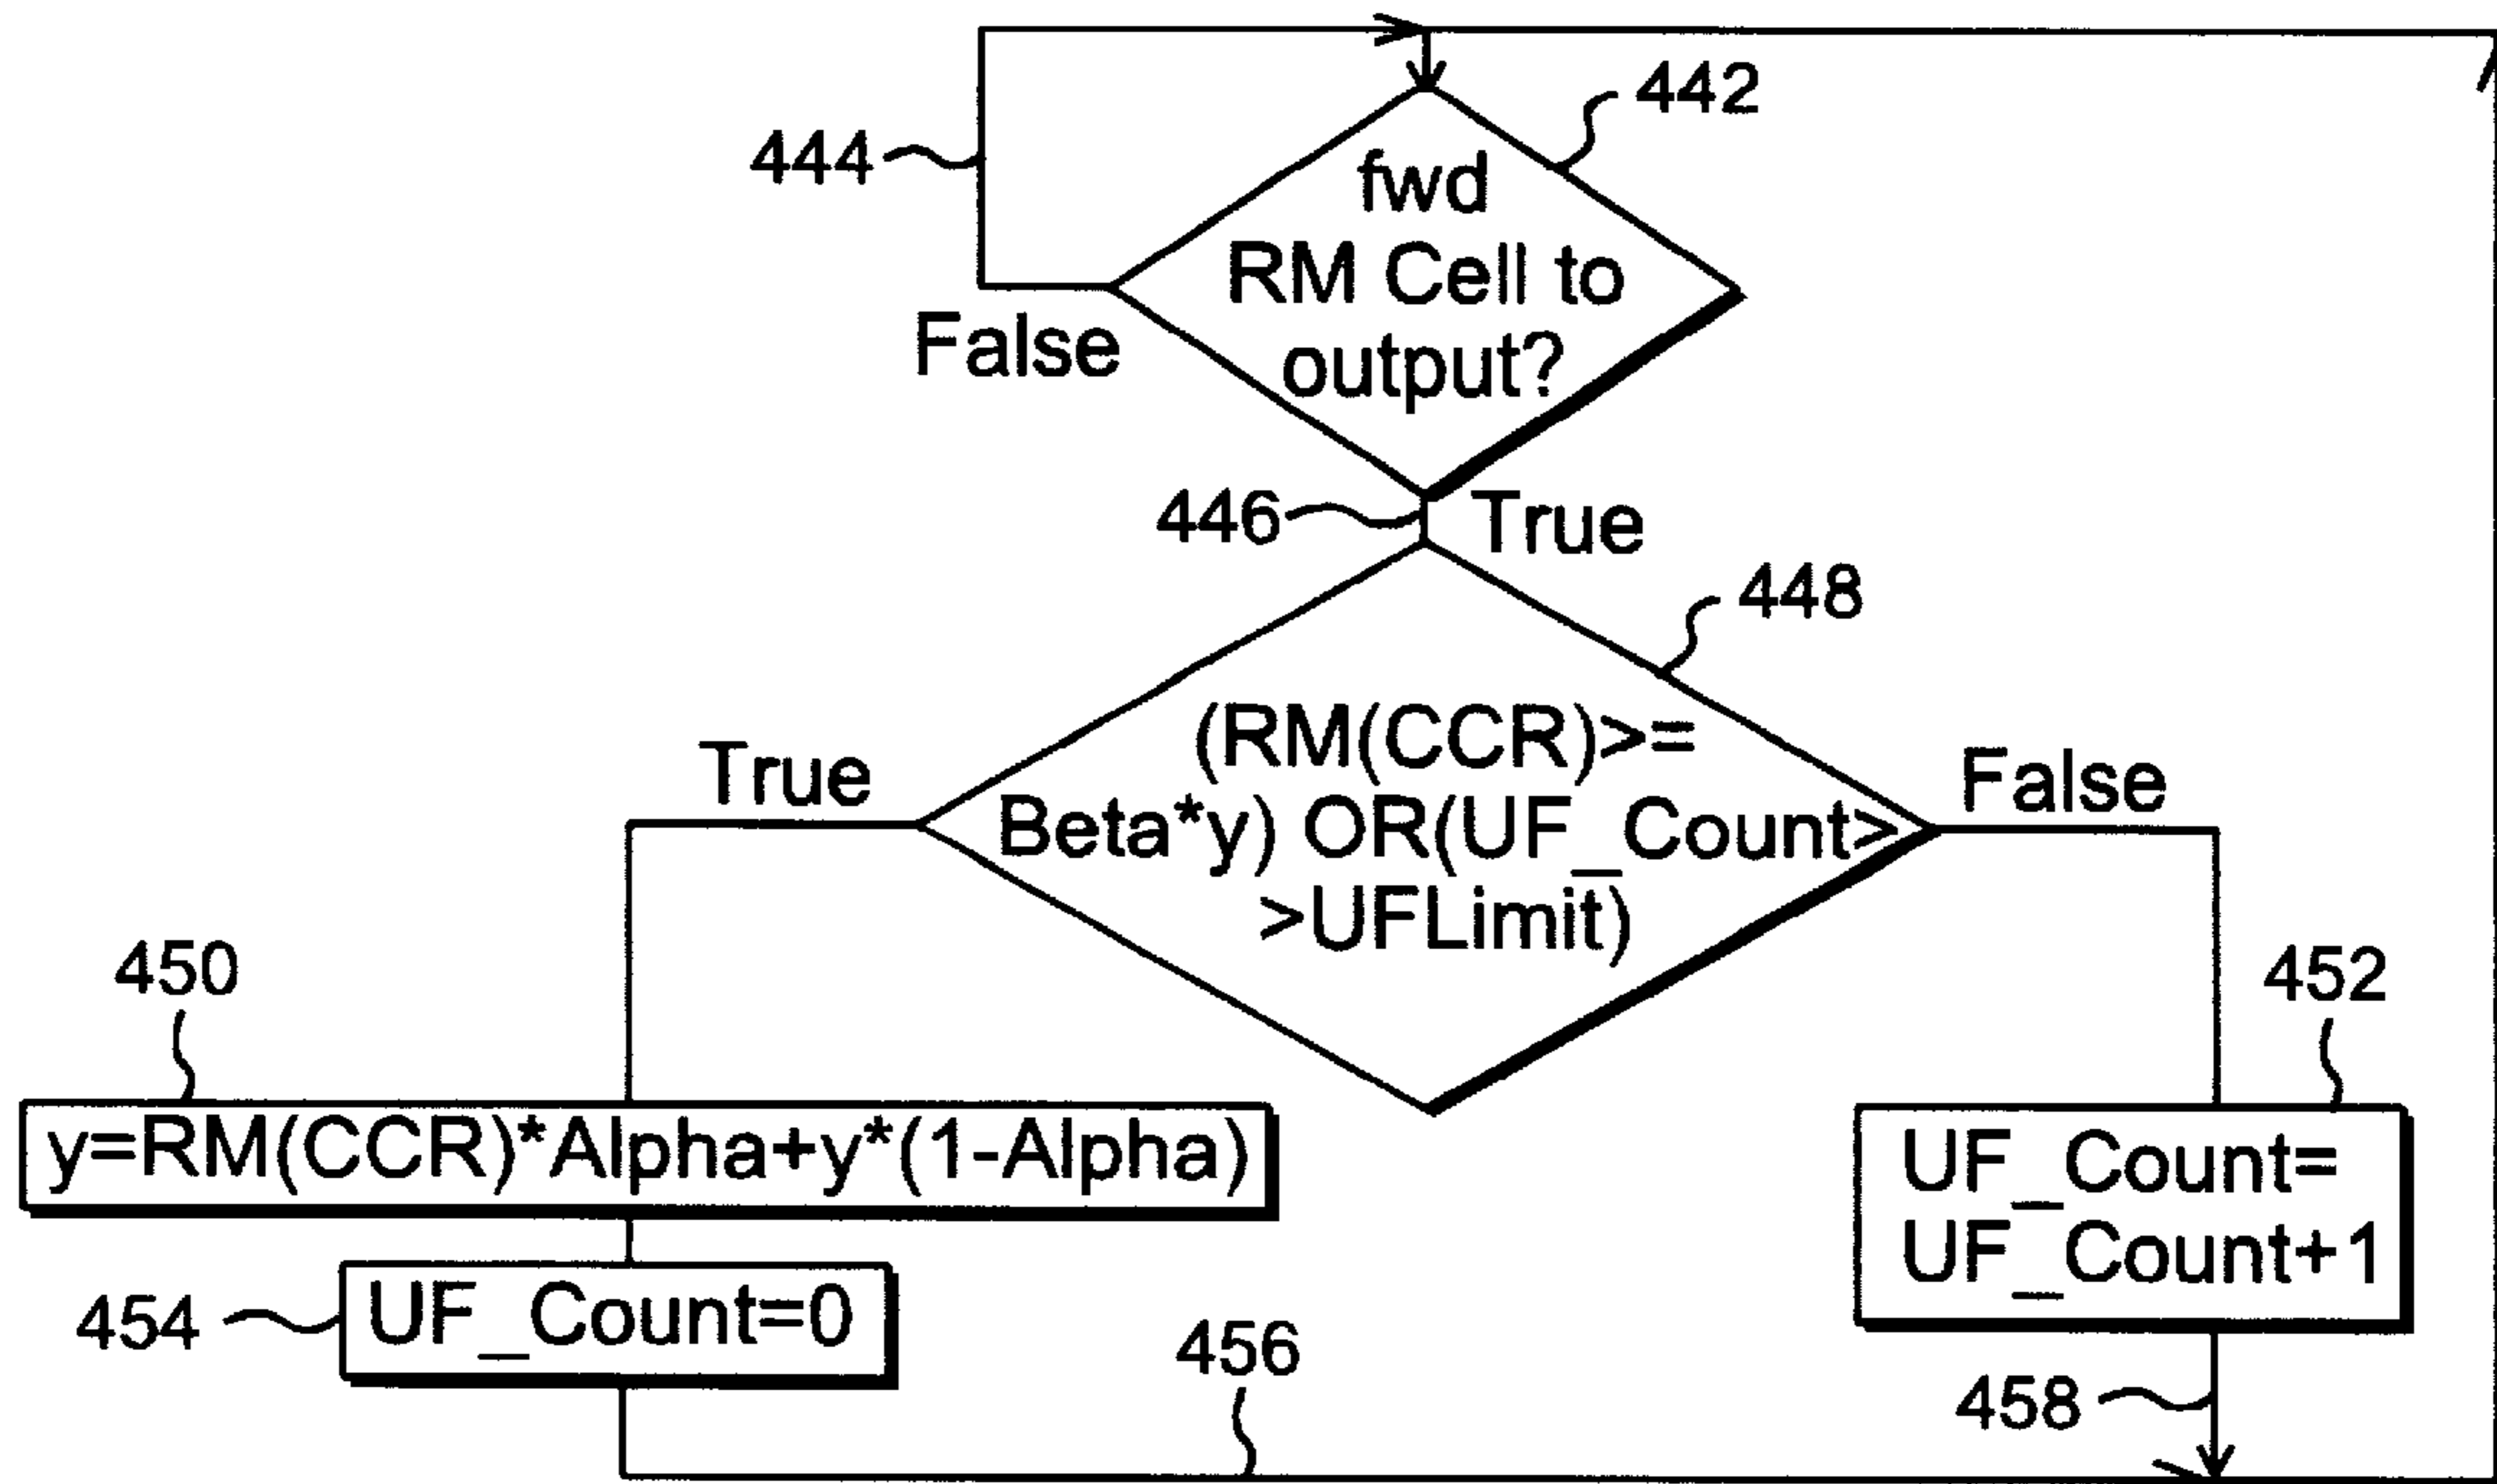 442
444
fwd
RM Cell to
output?
False
446
True
448
(RM(CCR)>=
Beta*y) OR(UF_Count>
>UFLimit)
True
False
450
452
y=RM(CCR)*Alpha+y*(1-Alpha)
UF_Count=
UF_Count+1
454
UF_Count=0
456
458